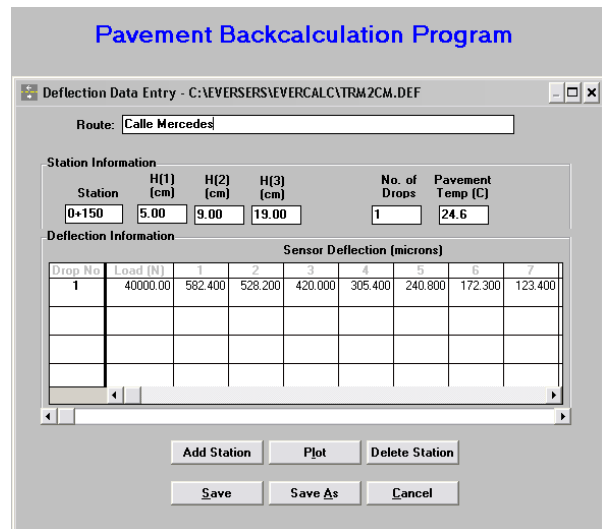 Pavement Backcalculation Program
Deflection Data Entry - C:\EVERSERS\EVERCALC\TRM2CM.DEF
Route: Calle Mercedes
Station Information
Station H(1) (cm) H(2) (cm) H(3) (cm) No. of Drops Pavement Temp (C)
0+150 5.00 9.00 19.00 1 24.6
Deflection Information
Sensor Deflection (microns)
Drop No Load (N) 1 2 3 4 5 6 7
1 40000.00 582.400 528.200 420.000 305.400 240.800 172.300 123.400
Add Station Plot Delete Station
Save Save As Cancel